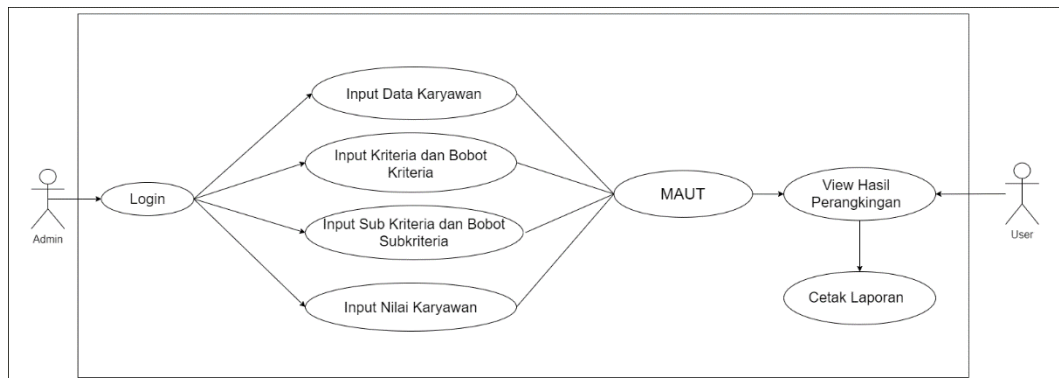 Input Data Karyawan
Input Kriteria dan Bobot
Kriteria
Input Sub Kriteria dan Bobot
Subkriteria
Input Nilai Karyawan
Admin
Login
MAUT
View Hasil
Perangkingan
Cetak Laporan
User